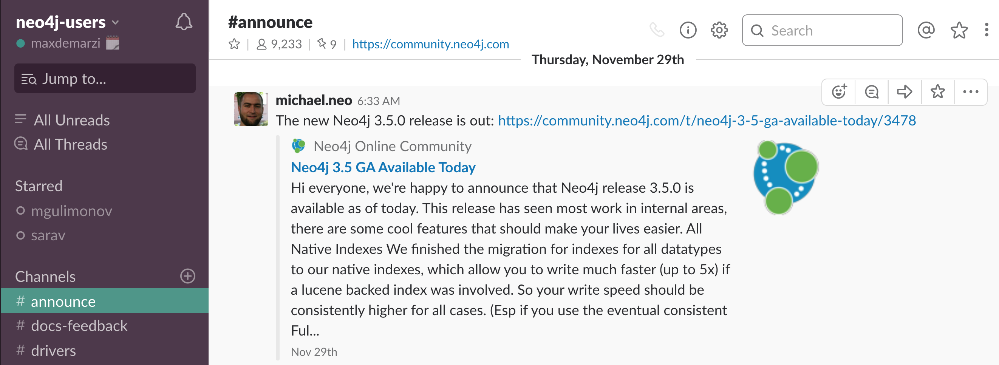 neo4j-users
maxdemarzi
Jump to...
All Unreads
All Threads
Starred
mgulimonov
sarav
Channels
# announce
# docs-feedback
# drivers
#announce
9,233 | 9 | https://community.neo4j.com
Search
Thursday, November 29th
michael.neo 6:33 AM
The new Neo4j 3.5.0 release is out: https://community.neo4j.com/t/neo4j-3-5-ga-available-today/3478
Neo4j Online Community
Neo4j 3.5 GA Available Today
Hi everyone, we're happy to announce that Neo4j release 3.5.0 is
available as of today. This release has seen most work in internal areas,
there are some cool features that should make your lives easier. All
Native Indexes We finished the migration for indexes for all datatypes
to our native indexes, which allow you to write much faster (up to 5x) if
a lucene backed index was involved. So your write speed should be
consistently higher for all cases. (Esp if you use the eventual consistent
Ful...
Nov 29th